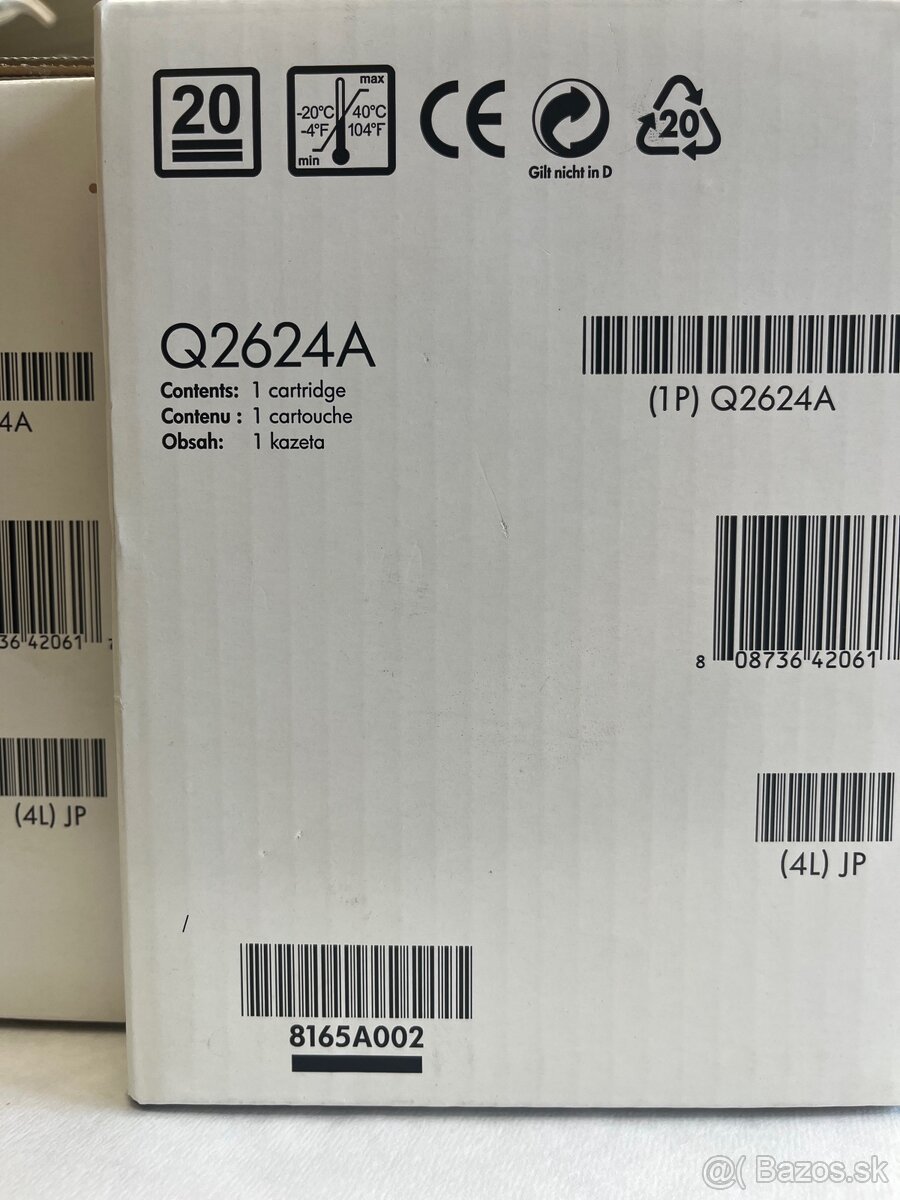 20
max
-20°C 40°C
-4°F 104°F
min
CE
Gilt nicht in D
20
Q2624A
Contents: 1 cartridge
Contenu : 1 cartouche
Obsah: 1 kazeta
(1P) Q2624A
8 08736 42061
(4L) JP
/
8165A002
4A
36 42061
(4L) JP
@( Bazos.sk